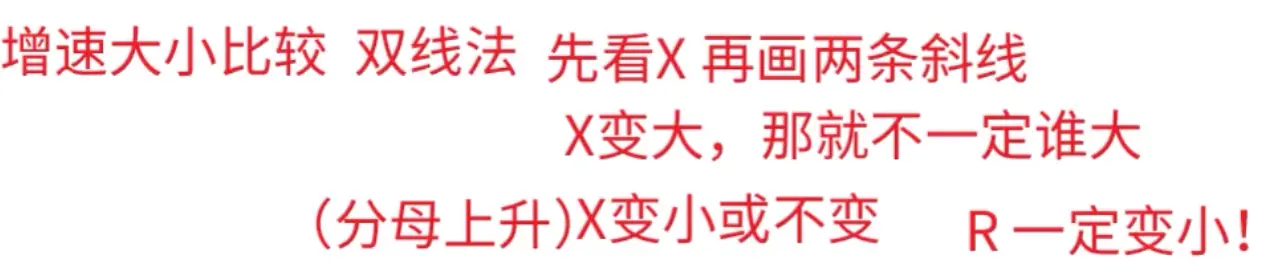 增速大小比较 双线法 先看X 再画两条斜线
X变大，那就不一定谁大
（分母上升）X变小或不变 R 一定变小！